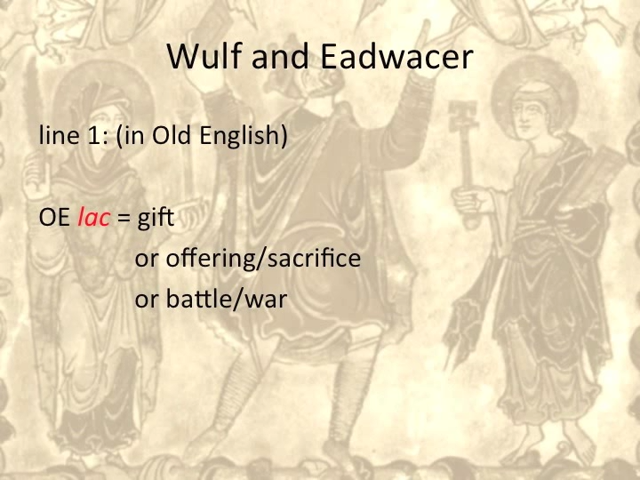 Wulf and Eadwacer
line 1: (in Old English)
OE lac = gift
or offering/sacrifice
or battle/war